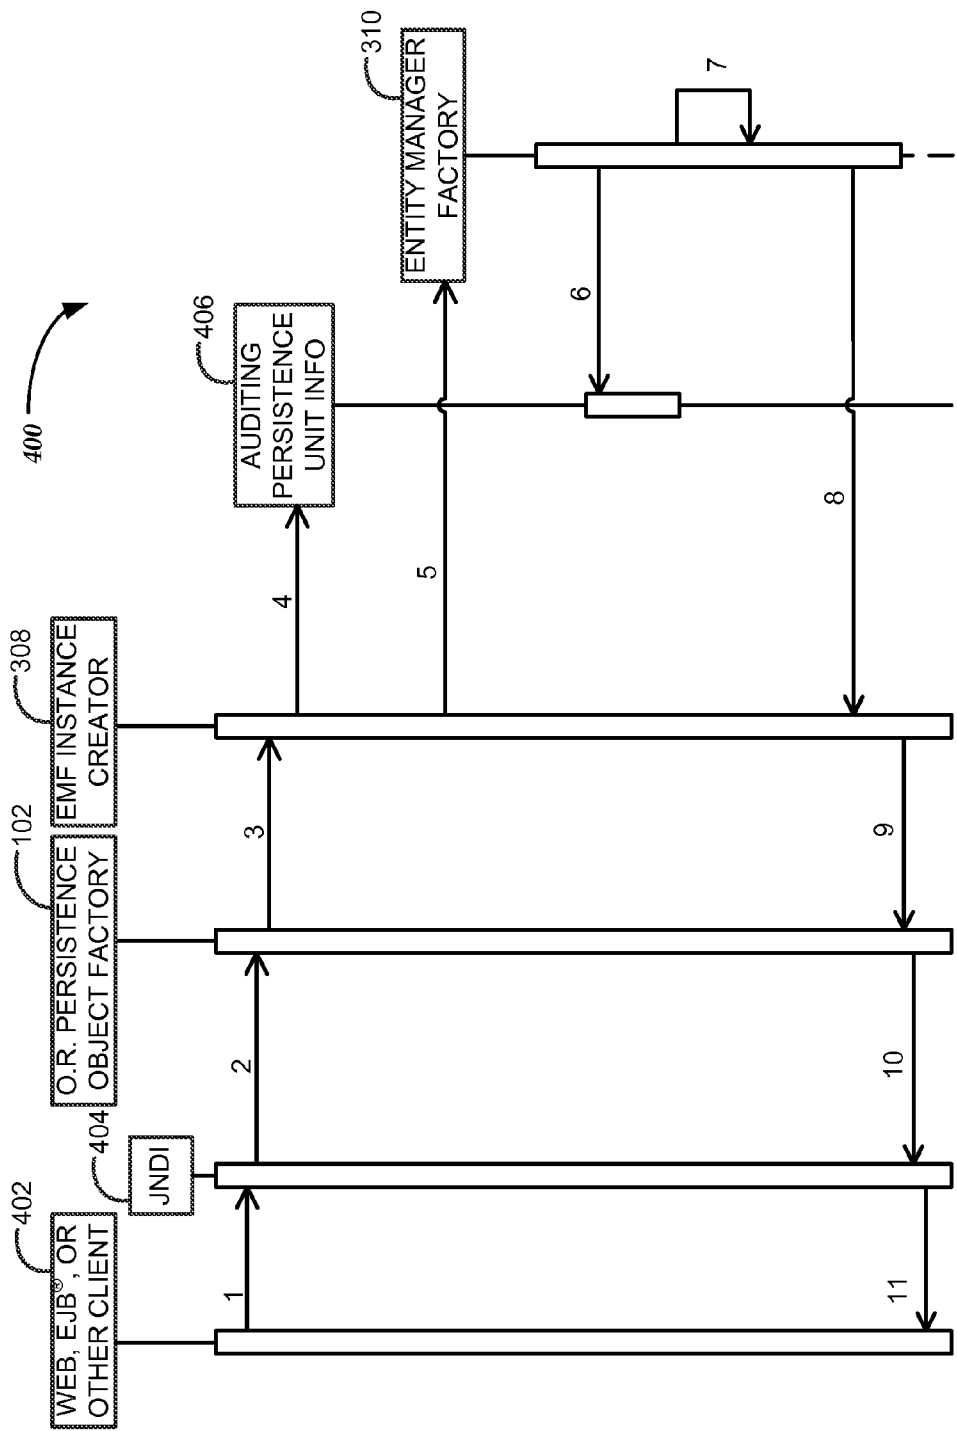 400
WEB, EJB®, OR
OTHER CLIENT
402
JNDI
404
O.R. PERSISTENCE
OBJECT FACTORY
102
EMF INSTANCE
CREATOR
308
AUDITING
PERSISTENCE
UNIT INFO
406
ENTITY MANAGER
FACTORY
310
1
2
3
4
5
6
7
8
9
10
11